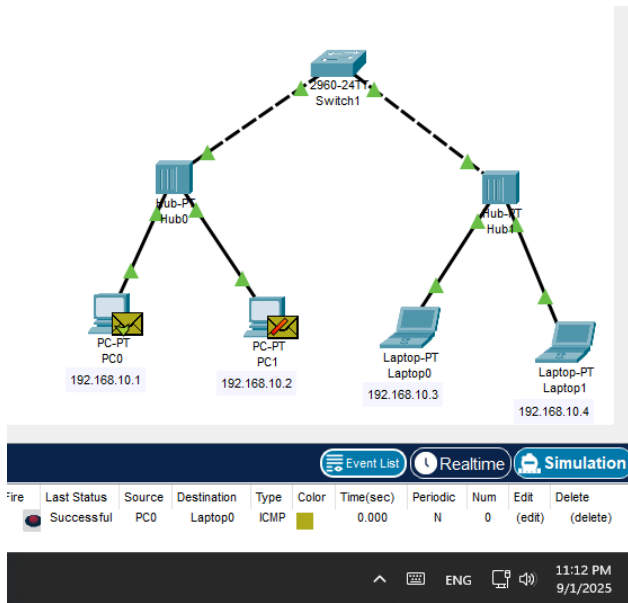 2960-24TT
Switch1
Hub-PT
Hub0
Hub-PT
Hub1
PC-PT
PC0
192.168.10.1
PC-PT
PC1
192.168.10.2
Laptop-PT
Laptop0
192.168.10.3
Laptop-PT
Laptop1
192.168.10.4
Event List Realtime Simulation
Fire Last Status Source Destination Type Color Time(sec) Periodic Num Edit Delete
Successful PC0 Laptop0 ICMP 0.000 N 0 (edit) (delete)
ENG 11:12 PM
9/1/2025